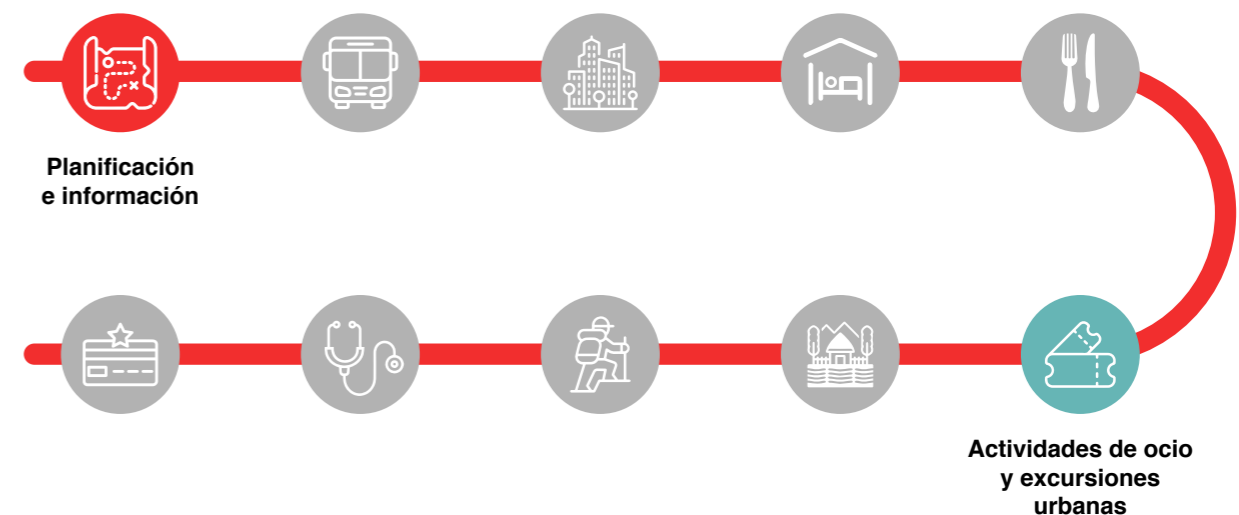 Planificación
e información
Actividades de ocio
y excursiones
urbanas